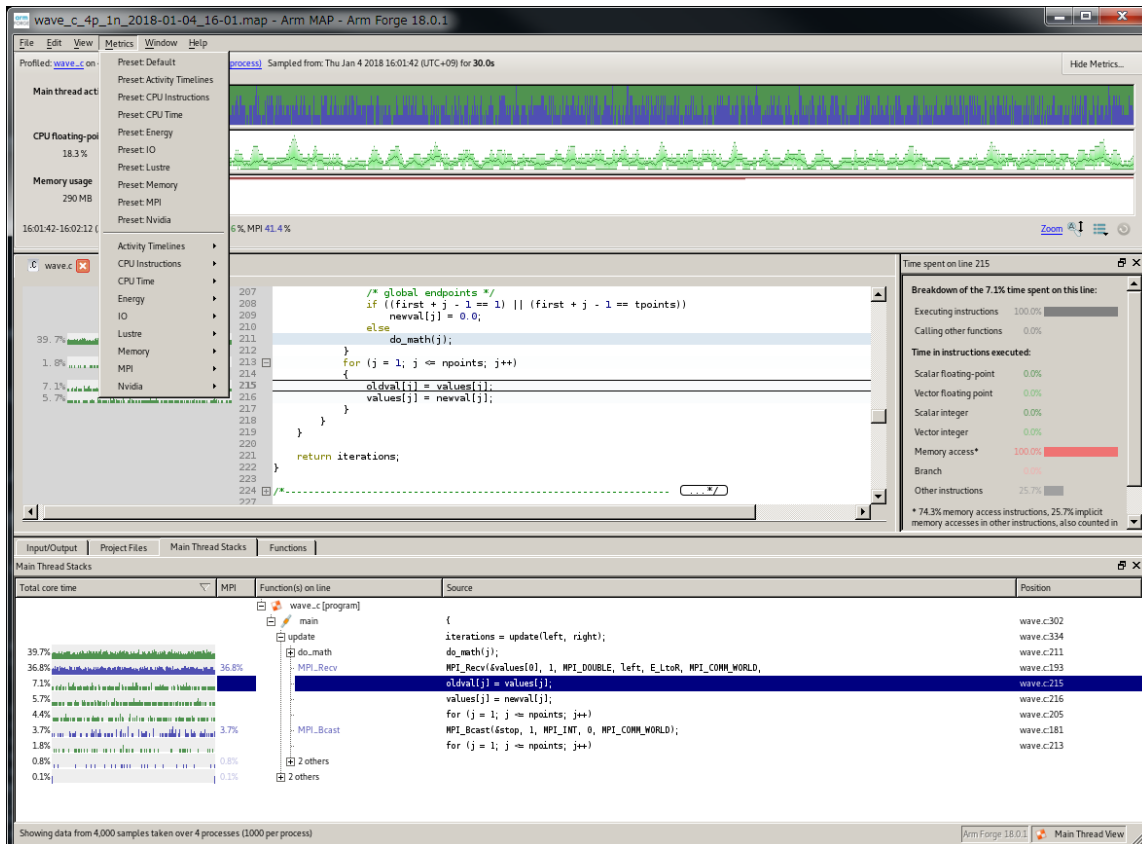 wave_c_4p_1n_2018-01-04_16-01.map - Arm MAP - Arm Forge 18.0.1
File Edit View Metrics Window Help
Profiled: wave_c on process) Sampled from: Thu Jan 4 2018 16:01:42 (UTC+09) for 30.0s Hide Metrics...
Main thread acti
CPU floating-poi
18.3 %
Memory usage
290 MB
16:01:42-16:02:12 ( 6 %, MPI 41.4 % Zoom
Preset: Default
Preset: Activity Timelines
Preset: CPU Instructions
Preset: CPU Time
Preset: Energy
Preset: IO
Preset: Lustre
Preset: Memory
Preset: MPI
Preset: Nvidia
Activity Timelines
CPU Instructions
CPU Time
Energy
IO
Lustre
Memory
MPI
Nvidia
wave.c
207 /* global endpoints */
208 if ((first + j - 1 == 1) || (first + j - 1 == tpoints))
209 newval[j] = 0.0;
210 else
39.7% 211 do_math(j);
212 }
1.8% 213 for (j = 1; j <= npoints; j++)
214 {
7.1% 215 oldval[j] = values[j];
5.7% 216 values[j] = newval[j];
217 }
218 }
219 }
220
221 return iterations;
222 }
223
224 /*---------------------------------------------------------------- ...*/
227
Time spent on line 215
Breakdown of the 7.1% time spent on this line:
Executing instructions 100.0%
Calling other functions 0.0%
Time in instructions executed:
Scalar floating-point 0.0%
Vector floating point 0.0%
Scalar integer 0.0%
Vector integer 0.0%
Memory access* 100.0%
Branch 0.0%
Other instructions 25.7%
* 74.3% memory access instructions, 25.7% implicit
memory accesses in other instructions, also counted in
Input/Output Project Files Main Thread Stacks Functions
Main Thread Stacks
Total core time MPI Function(s) on line Source Position
wave_c [program]
main { wave.c:302
update iterations = update(left, right); wave.c:334
39.7% do_math do_math(j); wave.c:211
36.8% 36.8% MPI_Recv MPI_Recv(&values[0], 1, MPI_DOUBLE, left, E_LtoR, MPI_COMM_WORLD, wave.c:193
7.1% oldval[j] = values[j]; wave.c:215
5.7% values[j] = newval[j]; wave.c:216
4.4% for (j = 1; j <= npoints; j++) wave.c:205
3.7% 3.7% MPI_Bcast MPI_Bcast(&stop, 1, MPI_INT, 0, MPI_COMM_WORLD); wave.c:181
1.8% for (j = 1; j <= npoints; j++) wave.c:213
0.8% 0.8% 2 others
0.1% 0.1% 2 others
Showing data from 4,000 samples taken over 4 processes (1000 per process) Arm Forge 18.0.1 Main Thread View